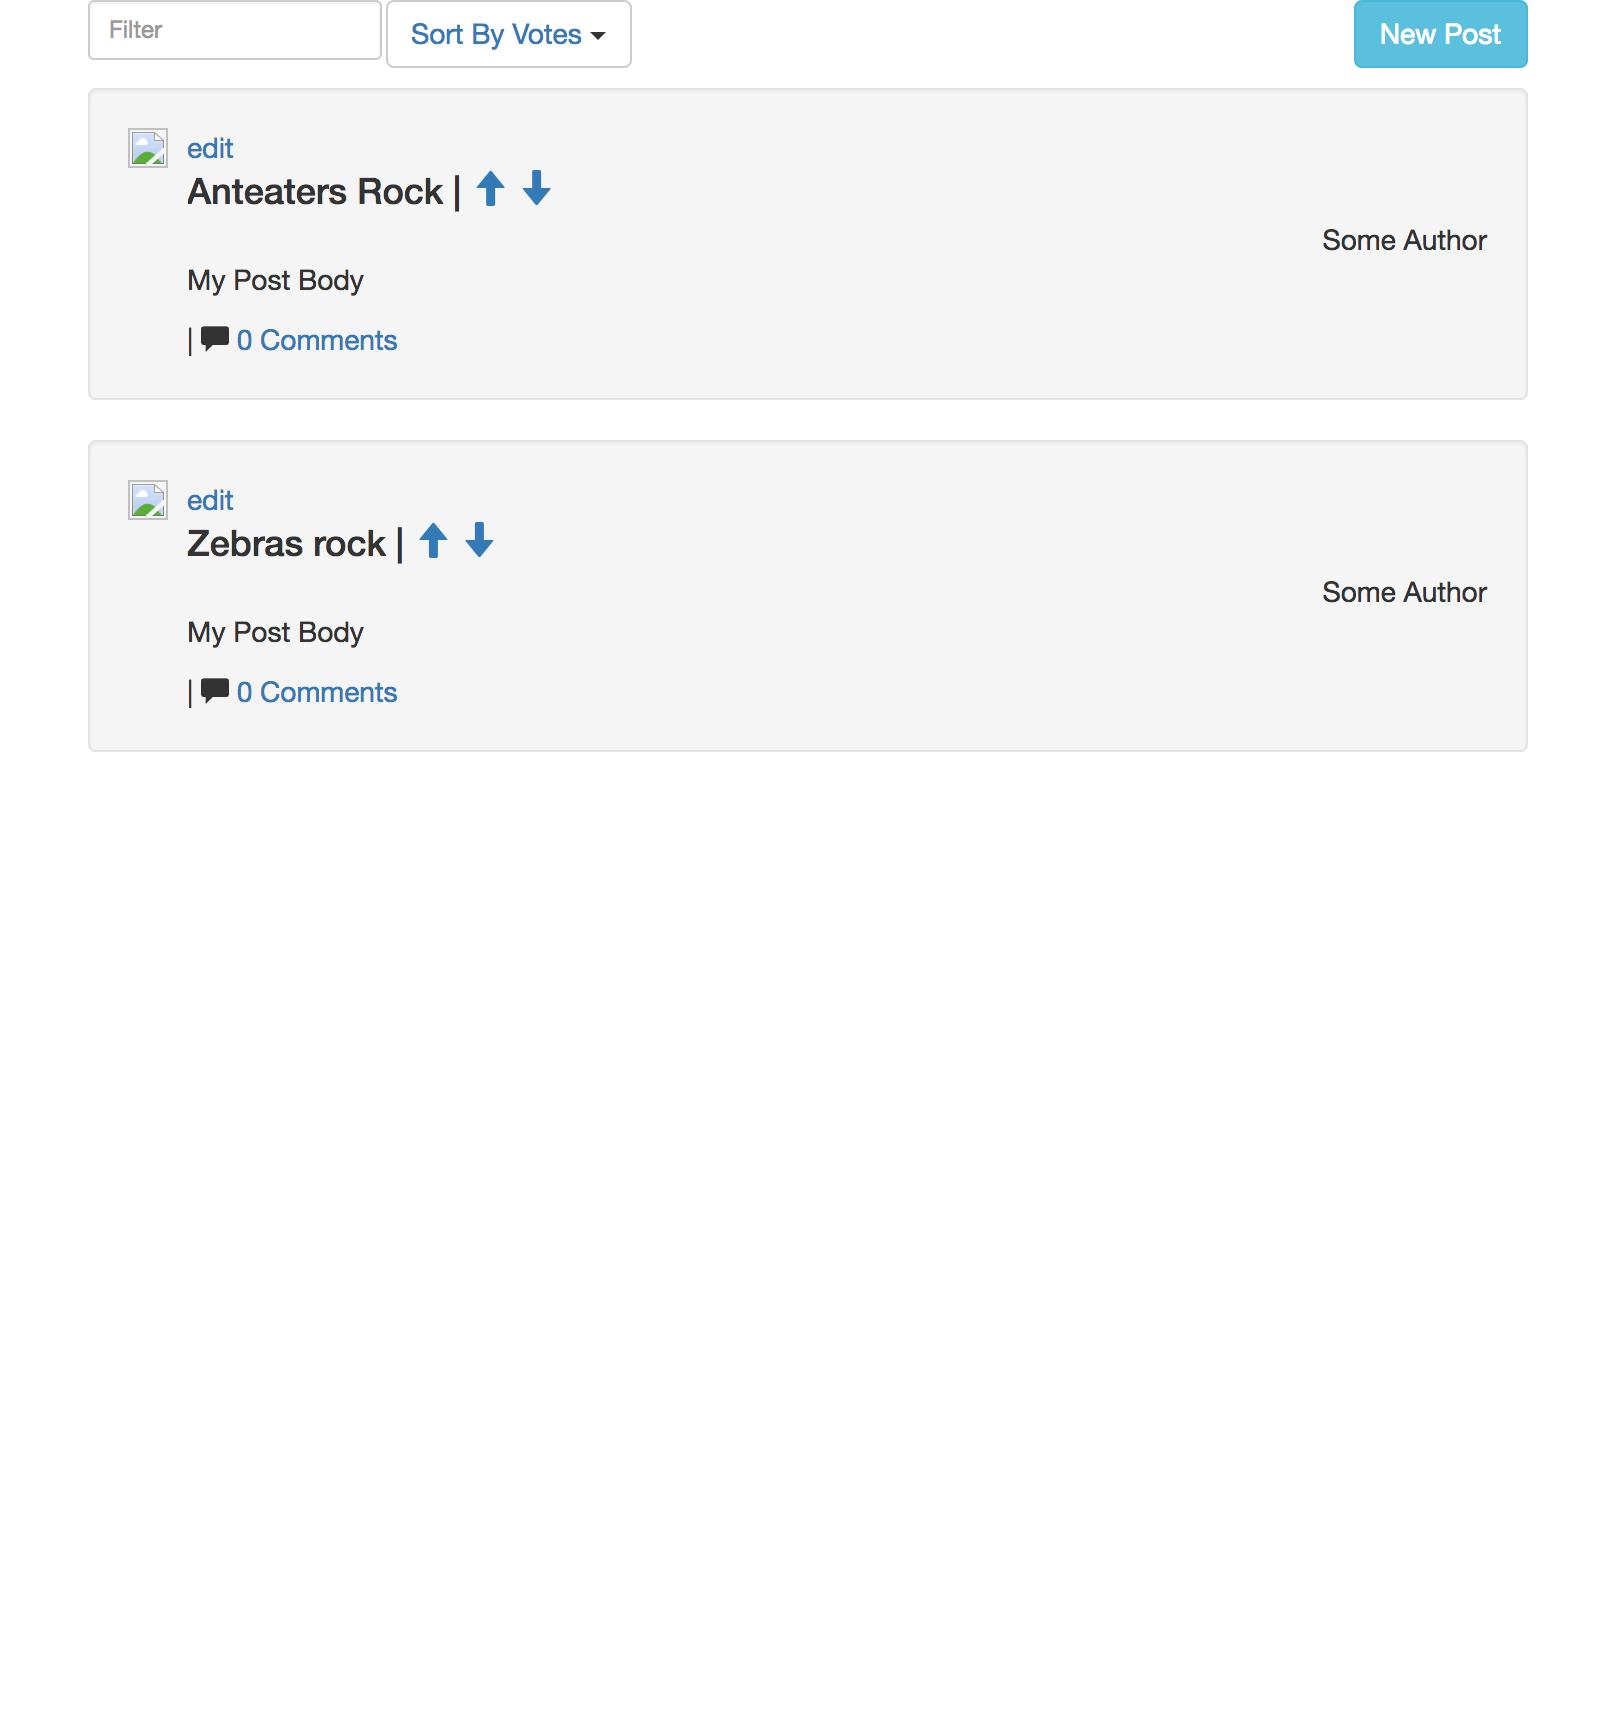 Filter Sort By Votes New Post
edit
Anteaters Rock |
Some Author
My Post Body
| 0 Comments
edit
Zebras rock |
Some Author
My Post Body
| 0 Comments